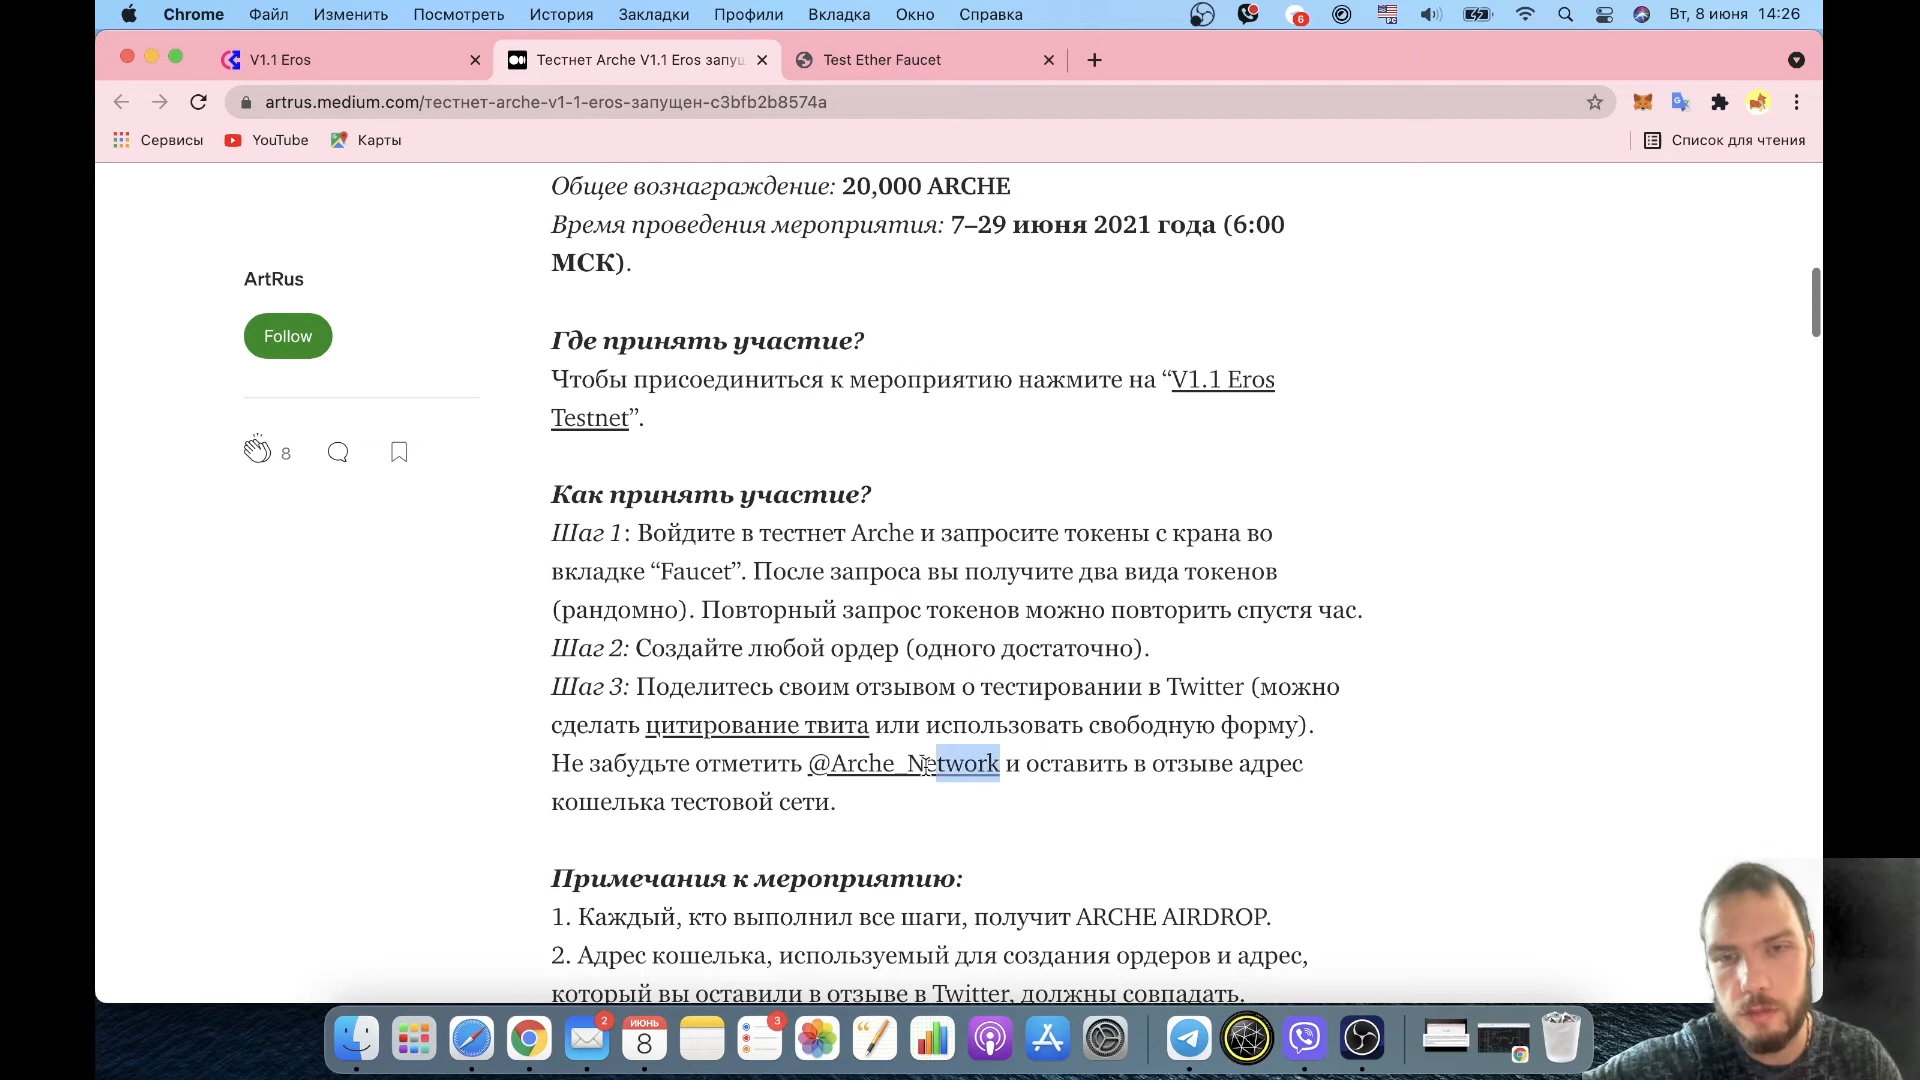 Chrome Файл Изменить Посмотреть История Закладки Профили Вкладка Окно Справка
6
Вт, 8 июня 14:26
V1.1 Eros
Тестнет Arche V1.1 Eros запу
Test Ether Faucet
artrus.medium.com/тестнет-arche-v1-1-eros-запущен-c3bfb2b8574a
Сервисы YouTube Карты
Список для чтения
Общее вознаграждение: 20,000 ARCHE
Время проведения мероприятия: 7–29 июня 2021 года (6:00
МСК).
ArtRus
Follow
8
Где принять участие?
Чтобы присоединиться к мероприятию нажмите на “V1.1 Eros
Testnet”.
Как принять участие?
Шаг 1: Войдите в тестнет Arche и запросите токены с крана во
вкладке “Faucet”. После запроса вы получите два вида токенов
(рандомно). Повторный запрос токенов можно повторить спустя час.
Шаг 2: Создайте любой ордер (одного достаточно).
Шаг 3: Поделитесь своим отзывом о тестировании в Twitter (можно
сделать цитирование твита или использовать свободную форму).
Не забудьте отметить @Arche_Network и оставить в отзыве адрес
кошелька тестовой сети.
Примечания к мероприятию:
1. Каждый, кто выполнил все шаги, получит ARCHE AIRDROP.
2. Адрес кошелька, используемый для создания ордеров и адрес,
который вы оставили в отзыве в Twitter, должны совпадать.
2
ИЮНЬ
8
3